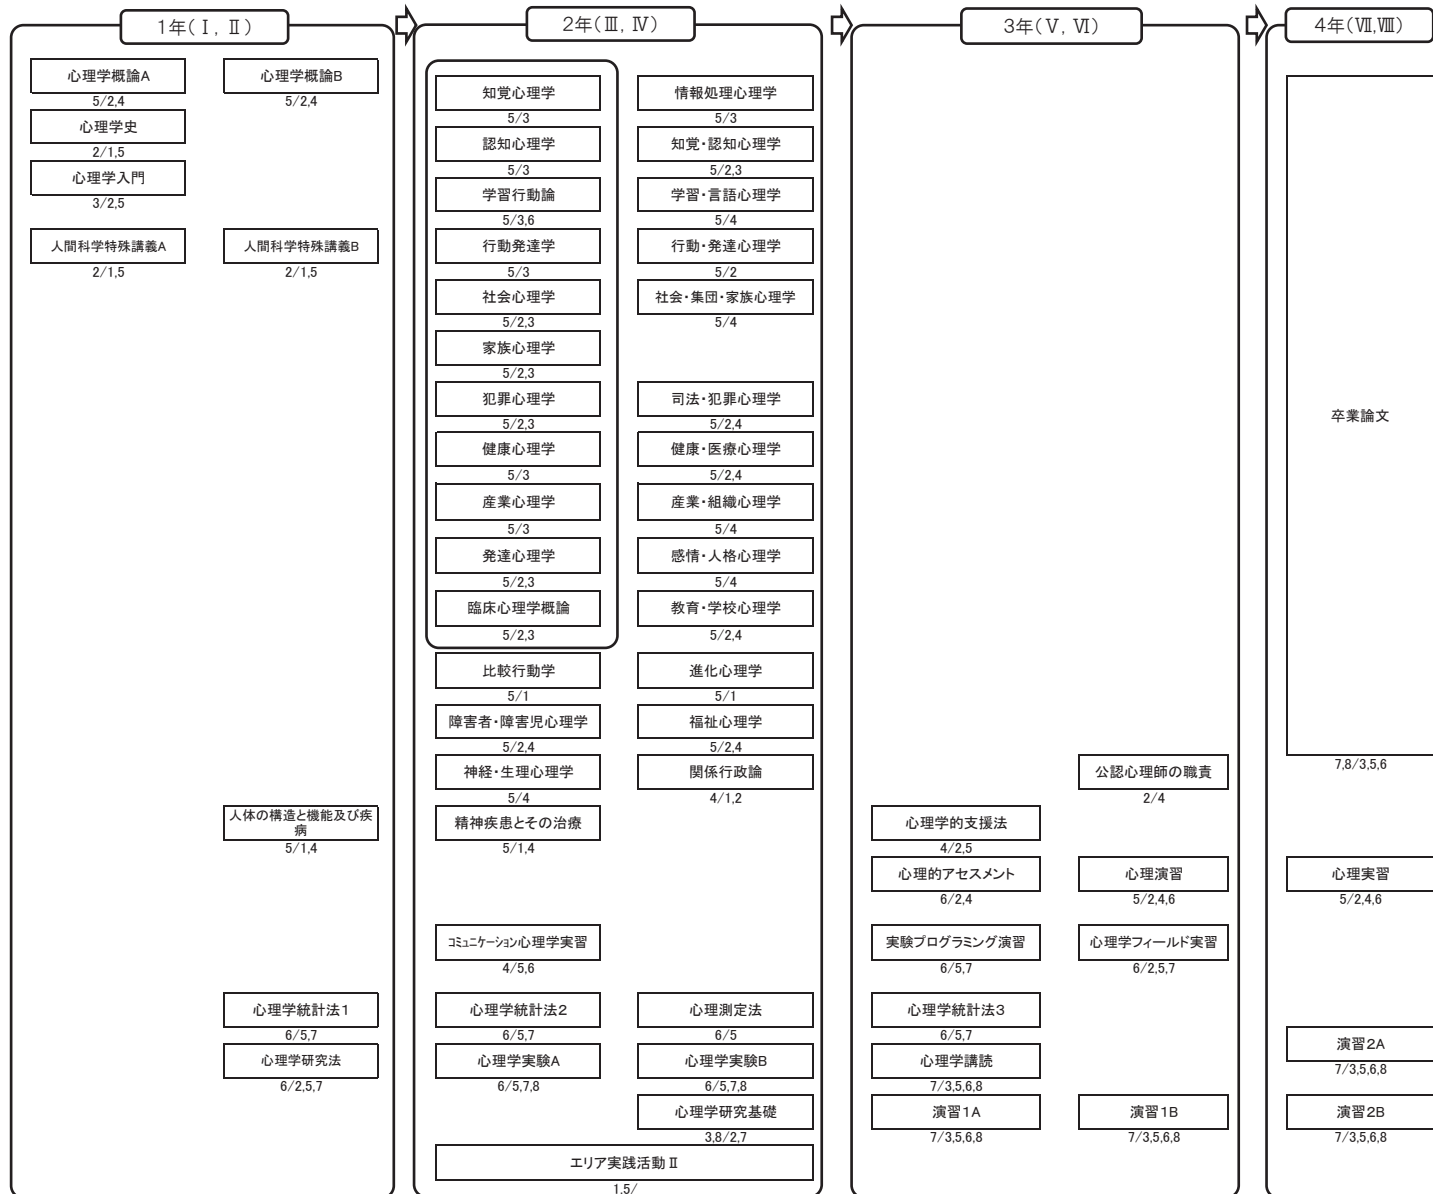 1年(Ⅰ, Ⅱ)
心理学概論A
5/2,4
心理学概論B
5/2,4
心理学史
2/1,5
心理学入門
3/2,5
人間科学特殊講義A
2/1,5
人間科学特殊講義B
2/1,5
人体の構造と機能及び疾
病
5/1,4
心理学統計法1
6/5,7
心理学研究法
6/2,5,7
2年(Ⅲ, Ⅳ)
知覚心理学
5/3
情報処理心理学
5/3
認知心理学
5/3
知覚・認知心理学
5/2,3
学習行動論
5/3,6
学習・言語心理学
5/4
行動発達学
5/3
行動・発達心理学
5/2
社会心理学
5/2,3
社会・集団・家族心理学
5/4
家族心理学
5/2,3
犯罪心理学
5/2,3
司法・犯罪心理学
5/2,4
健康心理学
5/3
健康・医療心理学
5/2,4
産業心理学
5/3
産業・組織心理学
5/4
発達心理学
5/2,3
感情・人格心理学
5/4
臨床心理学概論
5/2,3
教育・学校心理学
5/2,4
比較行動学
5/1
進化心理学
5/1
障害者・障害児心理学
5/2,4
福祉心理学
5/2,4
神経・生理心理学
5/4
関係行政論
4/1,2
精神疾患とその治療
5/1,4
コミュニケーション心理学実習
4/5,6
心理学統計法2
6/5,7
心理測定法
6/5
心理学実験A
6/5,7,8
心理学実験B
6/5,7,8
心理学研究基礎
3,8/2,7
エリア実践活動Ⅱ
1,5/
3年(Ⅴ, Ⅵ)
公認心理師の職責
2/4
心理学的支援法
4/2,5
心理的アセスメント
6/2,4
心理演習
5/2,4,6
実験プログラミング演習
6/5,7
心理学フィールド実習
6/2,5,7
心理学統計法3
6/5,7
心理学講読
7/3,5,6,8
演習1A
7/3,5,6,8
演習1B
7/3,5,6,8
4年(Ⅶ,Ⅷ)
卒業論文
7,8/3,5,6
心理実習
5/2,4,6
演習2A
7/3,5,6,8
演習2B
7/3,5,6,8